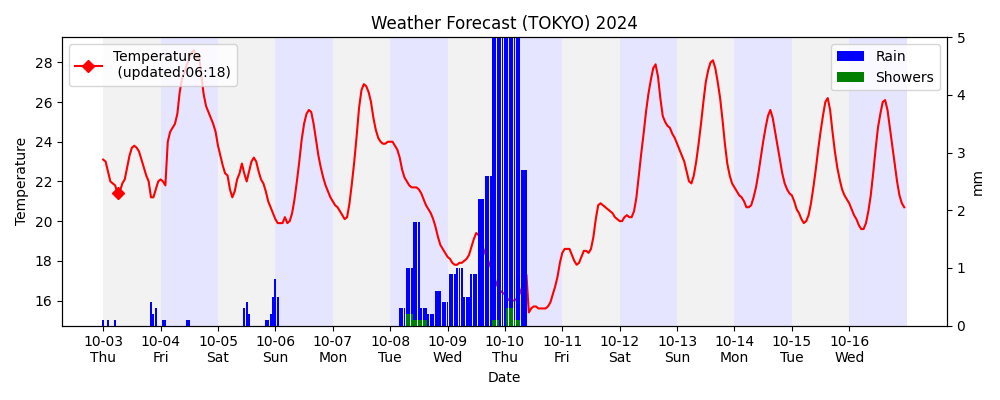 Weather Forecast (TOKYO) 2024
Temperature
(updated:06:18)
Rain
Showers
Temperature
28
26
24
22
20
18
16
5
4
3
2
1
0
mm
10-03 10-04 10-05 10-06 10-07 10-08 10-09 10-10 10-11 10-12 10-13 10-14 10-15 10-16
Thu Fri Sat Sun Mon Tue Wed Thu Fri Sat Sun Mon Tue Wed
Date